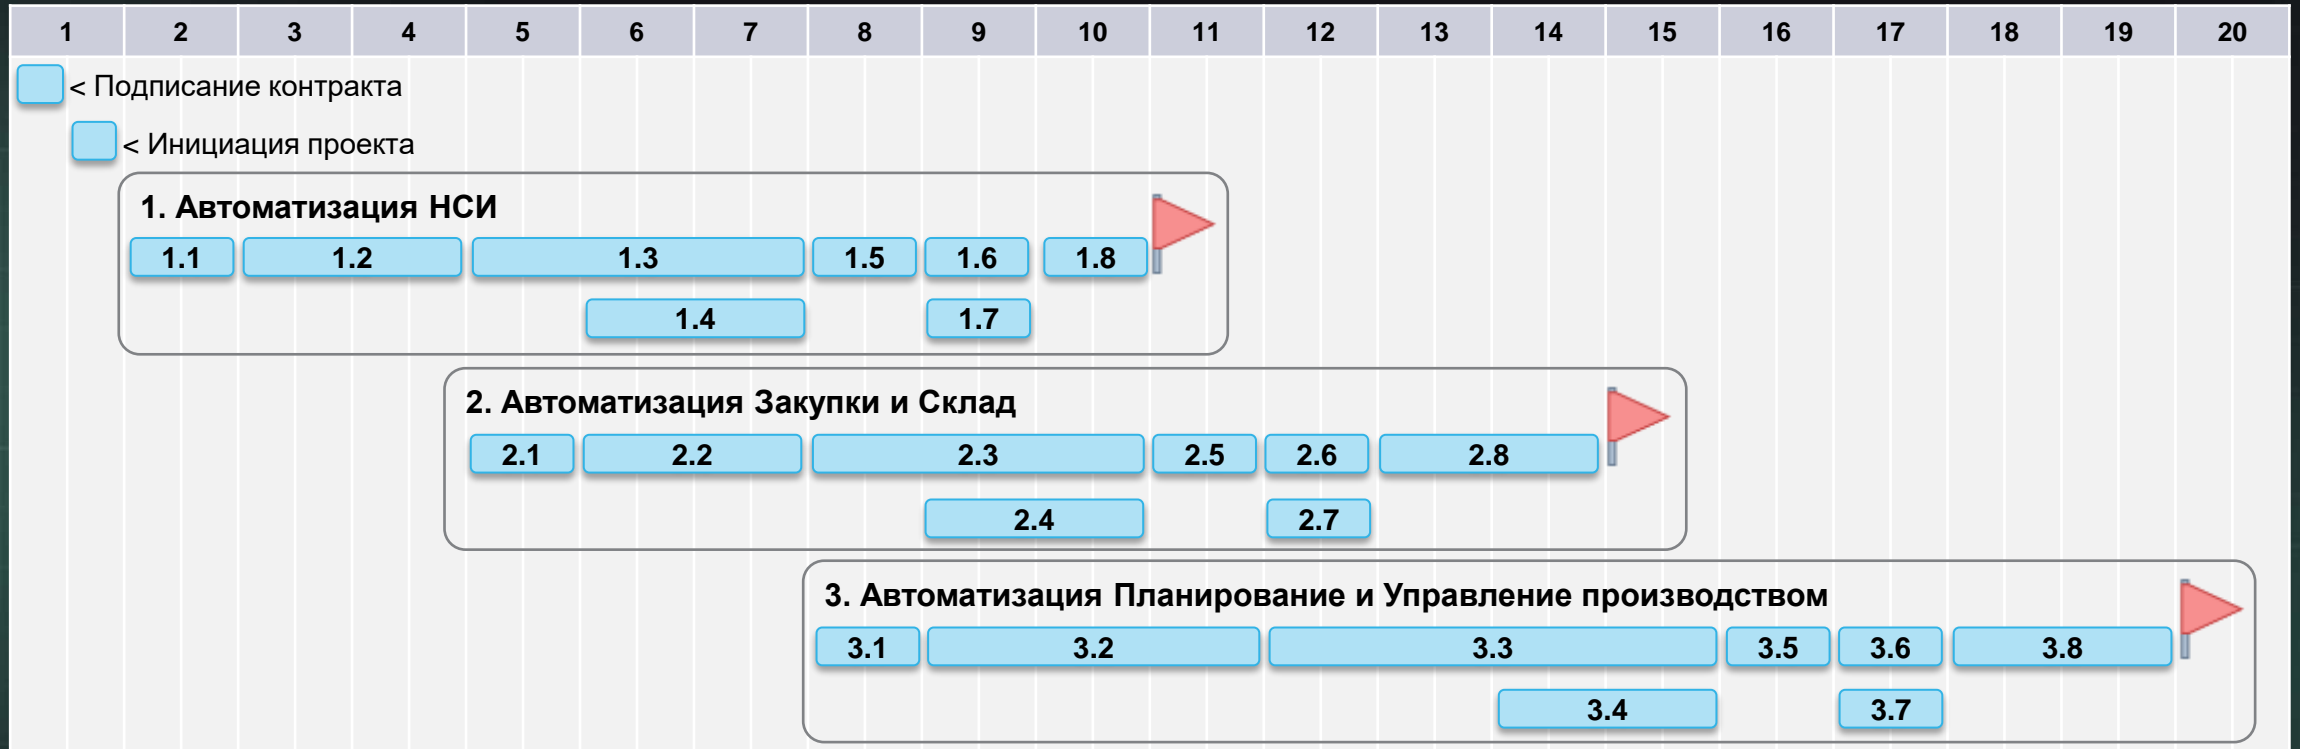 1 2 3 4 5 6 7 8 9 10 11 12 13 14 15 16 17 18 19 20
< Подписание контракта
< Инициация проекта
1. Автоматизация НСИ
1.1 1.2 1.3 1.5 1.6 1.8
1.4 1.7
2. Автоматизация Закупки и Склад
2.1 2.2 2.3 2.5 2.6 2.8
2.4 2.7
3. Автоматизация Планирование и Управление производством
3.1 3.2 3.3 3.5 3.6 3.8
3.4 3.7